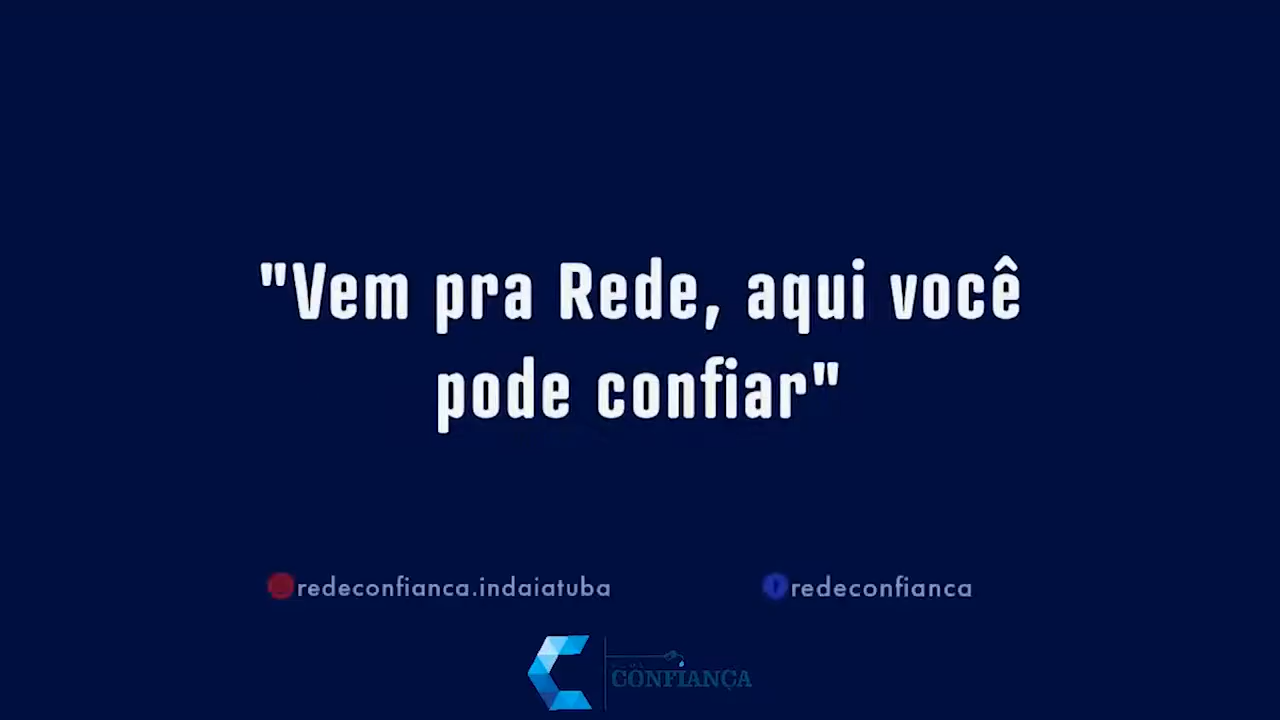 "Vem pra Rede, aqui você
pode confiar"
redeconfianca.indaiatuba
redeconfianca
CONFIANÇA